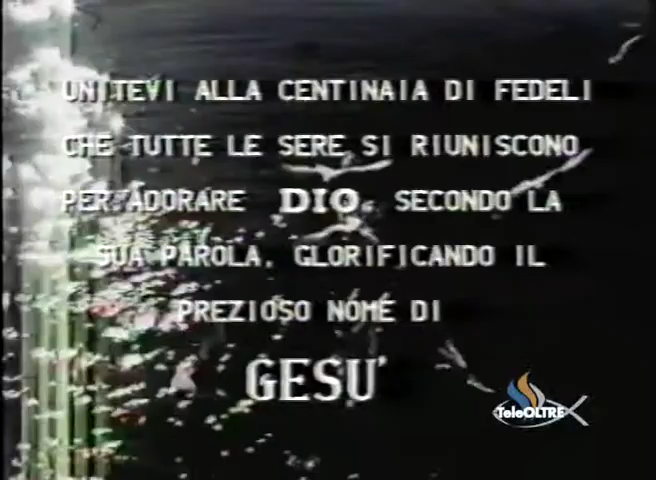 UNITEVI ALLA CENTINAIA DI FEDELI
CHE TUTTE LE SERE SI RIUNISCONO
PER ADORARE DIO SECONDO LA
SUA PAROLA, GLORIFICANDO IL
PREZIOSO NOME DI
GESU'
TeleOLTRE